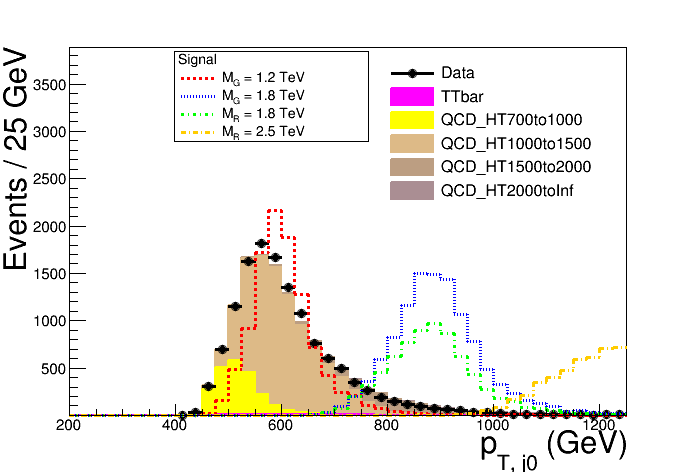 Events / 25 GeV
3500
3000
2500
2000
1500
1000
500
Signal
M_G = 1.2 TeV
M_G = 1.8 TeV
M_R = 1.8 TeV
M_R = 2.5 TeV
Data
TTbar
QCD_HT700to1000
QCD_HT1000to1500
QCD_HT1500to2000
QCD_HT2000toInf
200 400 600 800 1000 1200
p_T, j0 (GeV)